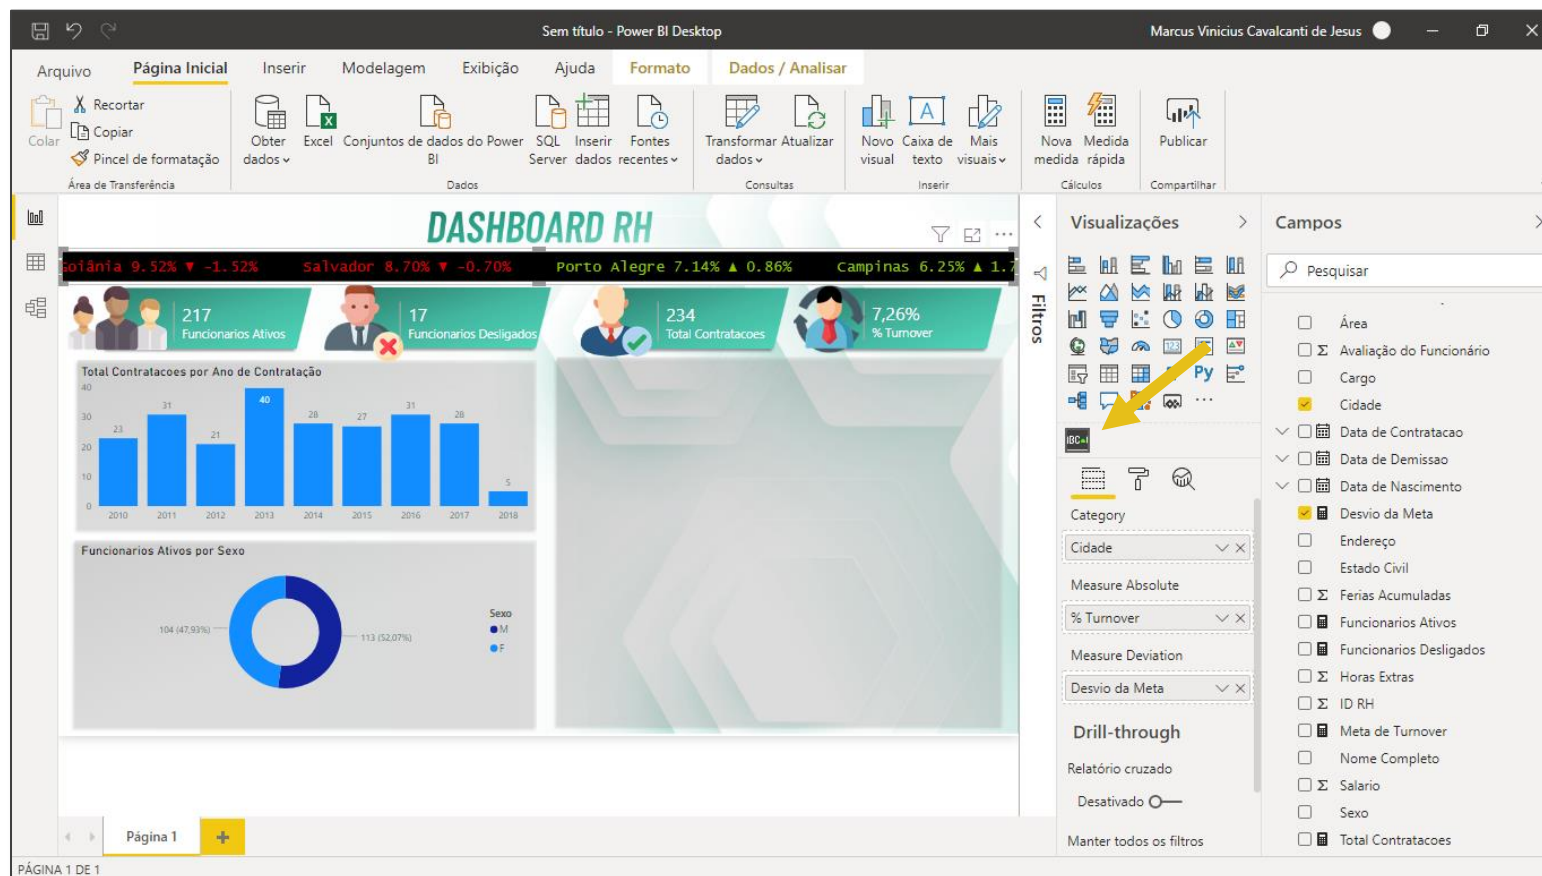 Sem título - Power BI Desktop
Marcus Vinicius Cavalcanti de Jesus
Arquivo Página Inicial Inserir Modelagem Exibição Ajuda Formato Dados / Analisar
Colar
Recortar
Copiar
Pincel de formatação
Área de Transferência
Obter dados
Excel
Conjuntos de dados do Power BI
SQL Server
Inserir dados
Fontes recentes
Dados
Transformar dados
Atualizar
Consultas
Novo visual
Caixa de texto
Mais visuais
Inserir
Nova medida
Medida rápida
Cálculos
Publicar
Compartilhar
DASHBOARD RH
Goiânia 9.52% ▼ -1.52% Salvador 8.70% ▼ -0.70% Porto Alegre 7.14% ▲ 0.86% Campinas 6.25% ▲ 1.7
217
Funcionarios Ativos
17
Funcionarios Desligados
234
Total Contratacoes
7,26%
% Turnover
Total Contratacoes por Ano de Contratação
40
30
20
10
0
23
31
21
40
28
27
31
28
5
2010 2011 2012 2013 2014 2015 2016 2017 2018
Funcionarios Ativos por Sexo
104 (47,93%)
113 (52,07%)
Sexo
M
F
Filtros
Visualizações
123
Py
IBC
Category
Cidade
Measure Absolute
% Turnover
Measure Deviation
Desvio da Meta
Drill-through
Relatório cruzado
Desativado
Manter todos os filtros
Campos
Pesquisar
Área
Σ Avaliação do Funcionário
Cargo
Cidade
Data de Contratacao
Data de Demissao
Data de Nascimento
Desvio da Meta
Endereço
Estado Civil
Σ Ferias Acumuladas
Funcionarios Ativos
Funcionarios Desligados
Σ Horas Extras
Σ ID RH
Meta de Turnover
Nome Completo
Σ Salario
Sexo
Total Contratacoes
Página 1
PÁGINA 1 DE 1